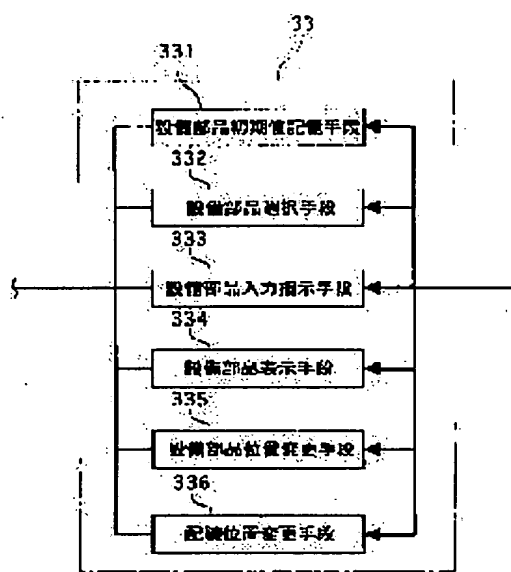 33
331
設備部品初期値記憶手段
332
設備部品選択手段
333
設備部品入力指示手段
334
設備部品表示手段
335
設備部品位置変更手段
336
配線位置変更手段